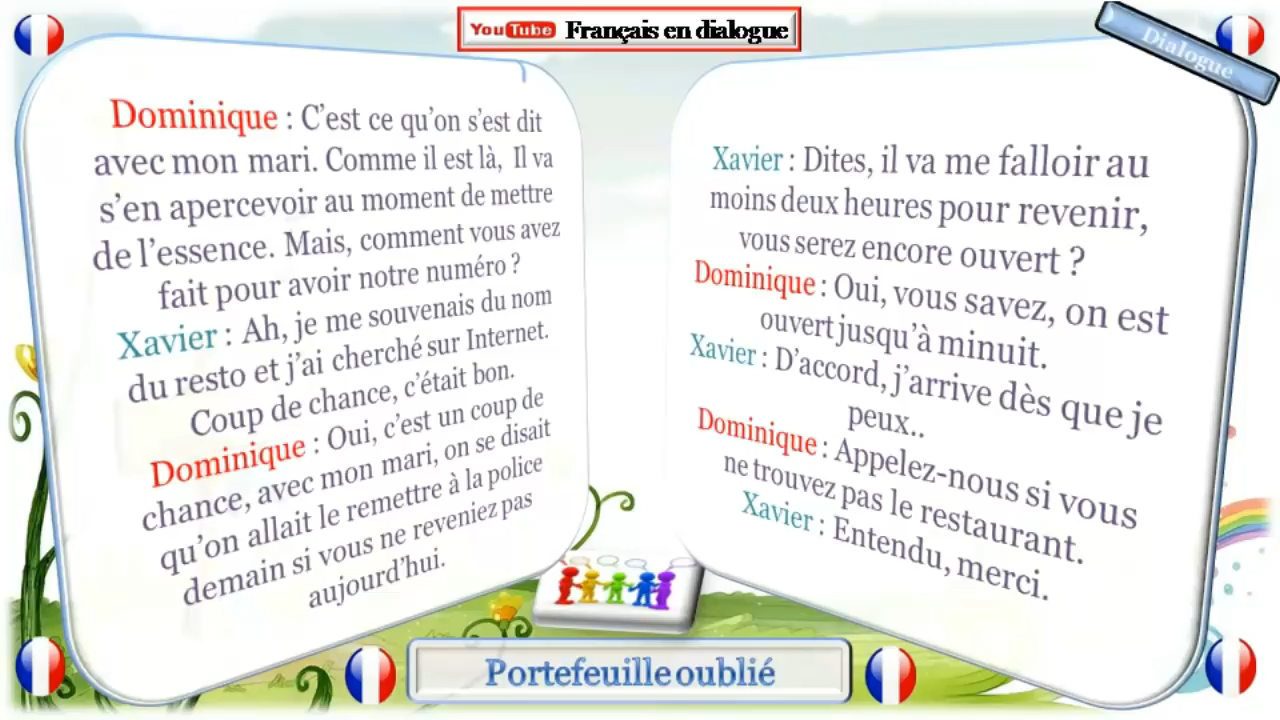 YouTube Français en dialogue
Dialogue
Dominique : C'est ce qu'on s'est dit
avec mon mari. Comme il est là, Il va
s'en apercevoir au moment de mettre
de l'essence. Mais, comment vous avez
fait pour avoir notre numéro ?
Xavier : Ah, je me souvenais du nom
du resto et j'ai cherché sur Internet.
Coup de chance, c'était bon.
Dominique : Oui, c'est un coup de
chance, avec mon mari, on se disait
qu'on allait le remettre à la police
demain si vous ne reveniez pas
aujourd'hui.
Xavier : Dites, il va me falloir au
moins deux heures pour revenir,
vous serez encore ouvert ?
Dominique : Oui, vous savez, on est
ouvert jusqu'à minuit.
Xavier : D'accord, j'arrive dès que je
peux..
Dominique : Appelez-nous si vous
ne trouvez pas le restaurant.
Xavier : Entendu, merci.
Portefeuille oublié